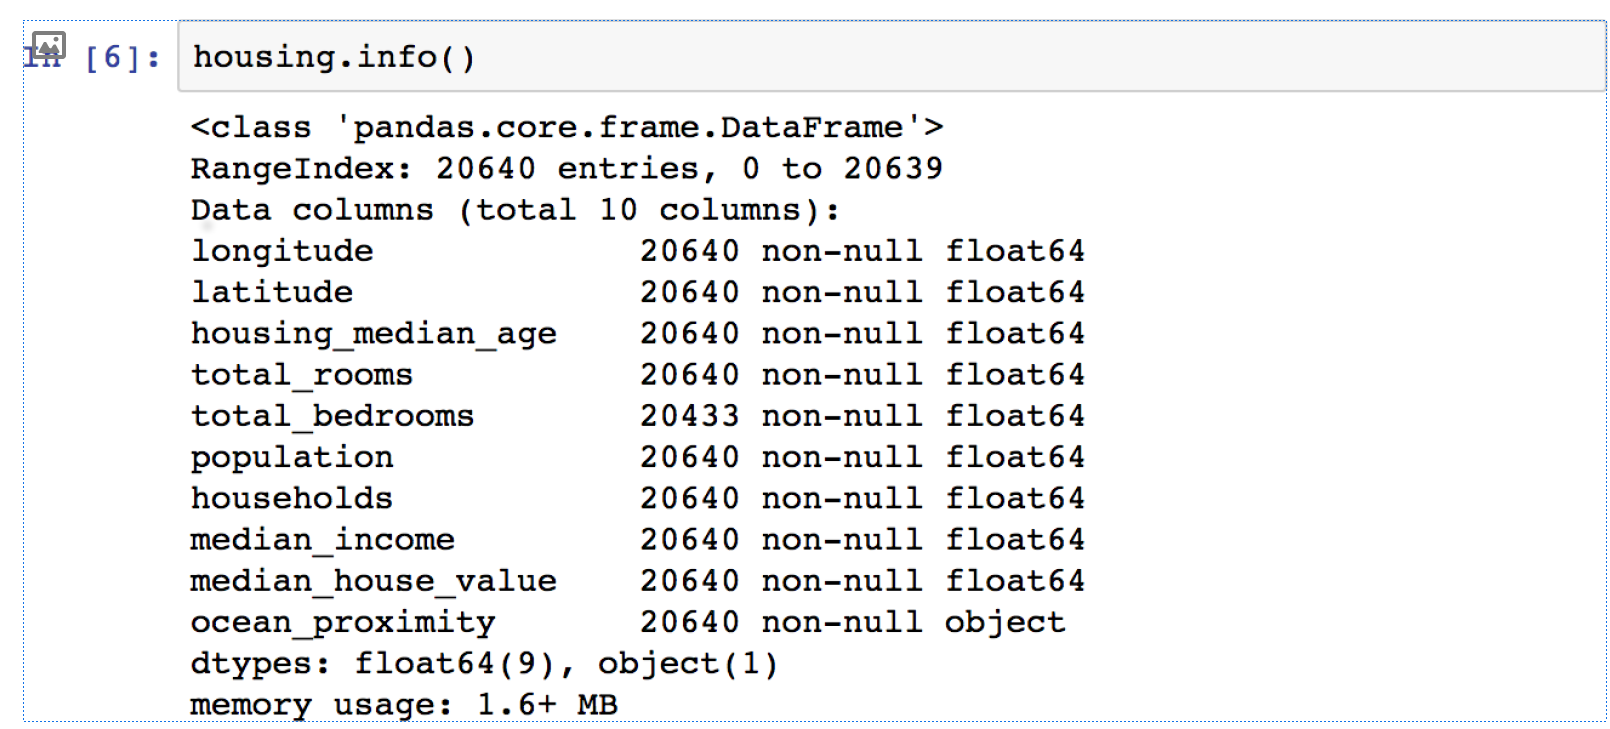 In [6]: housing.info()
<class 'pandas.core.frame.DataFrame'>
RangeIndex: 20640 entries, 0 to 20639
Data columns (total 10 columns):
longitude 20640 non-null float64
latitude 20640 non-null float64
housing_median_age 20640 non-null float64
total_rooms 20640 non-null float64
total_bedrooms 20433 non-null float64
population 20640 non-null float64
households 20640 non-null float64
median_income 20640 non-null float64
median_house_value 20640 non-null float64
ocean_proximity 20640 non-null object
dtypes: float64(9), object(1)
memory usage: 1.6+ MB